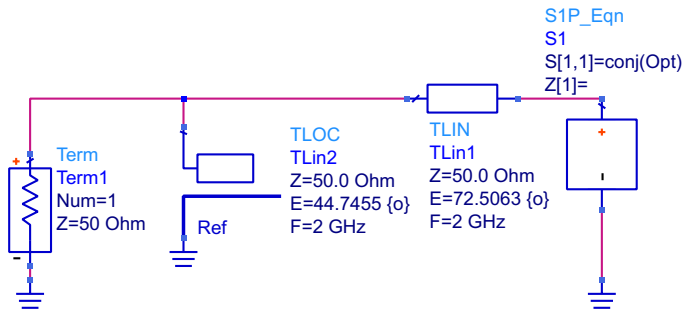 S1P_Eqn
S1
S[1,1]=conj(Opt)
Z[1]=
+
-
TLIN
TLin1
Z=50.0 Ohm
E=72.5063 {o}
F=2 GHz
TLOC
TLin2
Z=50.0 Ohm
E=44.7455 {o}
F=2 GHz
Ref
+
Term
Term1
Num=1
Z=50 Ohm
-